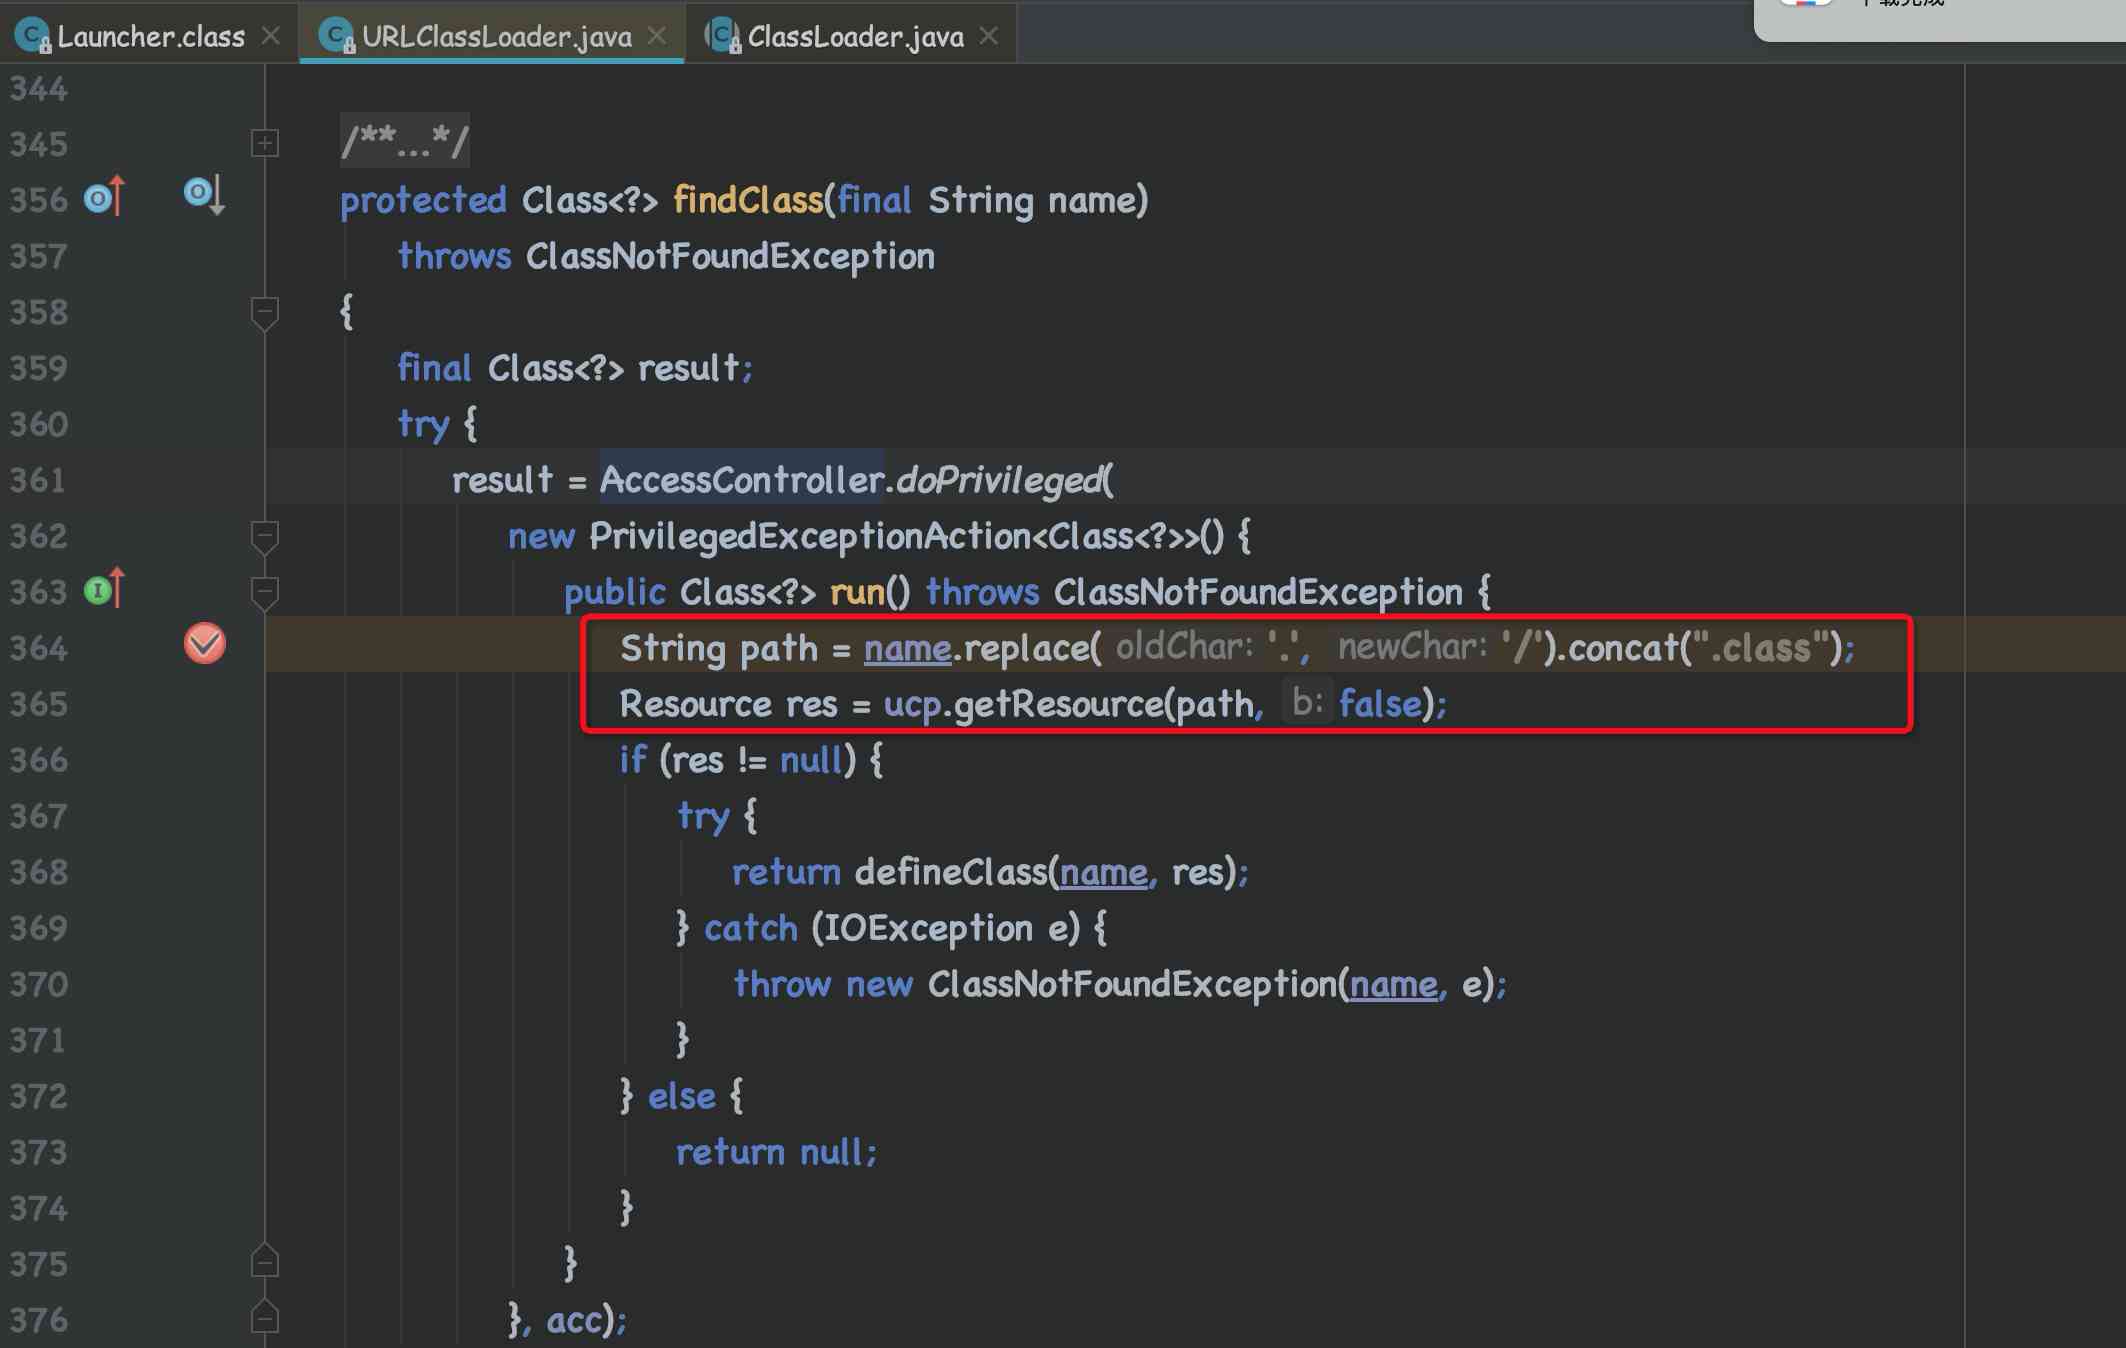 下载完成
Launcher.class
URLClassLoader.java
ClassLoader.java
344
345 /**...*/
356 protected Class<?> findClass(final String name)
357 throws ClassNotFoundException
358 {
359 final Class<?> result;
360 try {
361 result = AccessController.doPrivileged(
362 new PrivilegedExceptionAction<Class<?>>() {
363 public Class<?> run() throws ClassNotFoundException {
364 String path = name.replace( oldChar: '.', newChar: '/').concat(".class");
365 Resource res = ucp.getResource(path, b: false);
366 if (res != null) {
367 try {
368 return defineClass(name, res);
369 } catch (IOException e) {
370 throw new ClassNotFoundException(name, e);
371 }
372 } else {
373 return null;
374 }
375 }
376 }, acc);